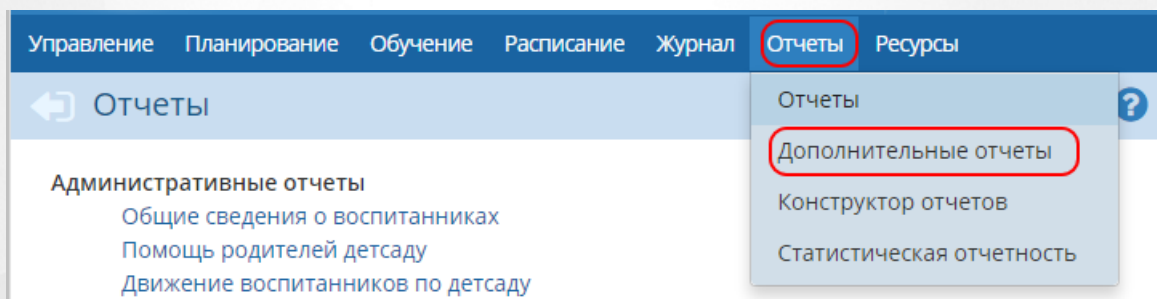 Управление Планирование Обучение Расписание Журнал Отчеты Ресурсы
Отчеты
Отчеты
Дополнительные отчеты
Конструктор отчетов
Статистическая отчетность
?
Административные отчеты
Общие сведения о воспитанниках
Помощь родителей детсаду
Движение воспитанников по детсаду